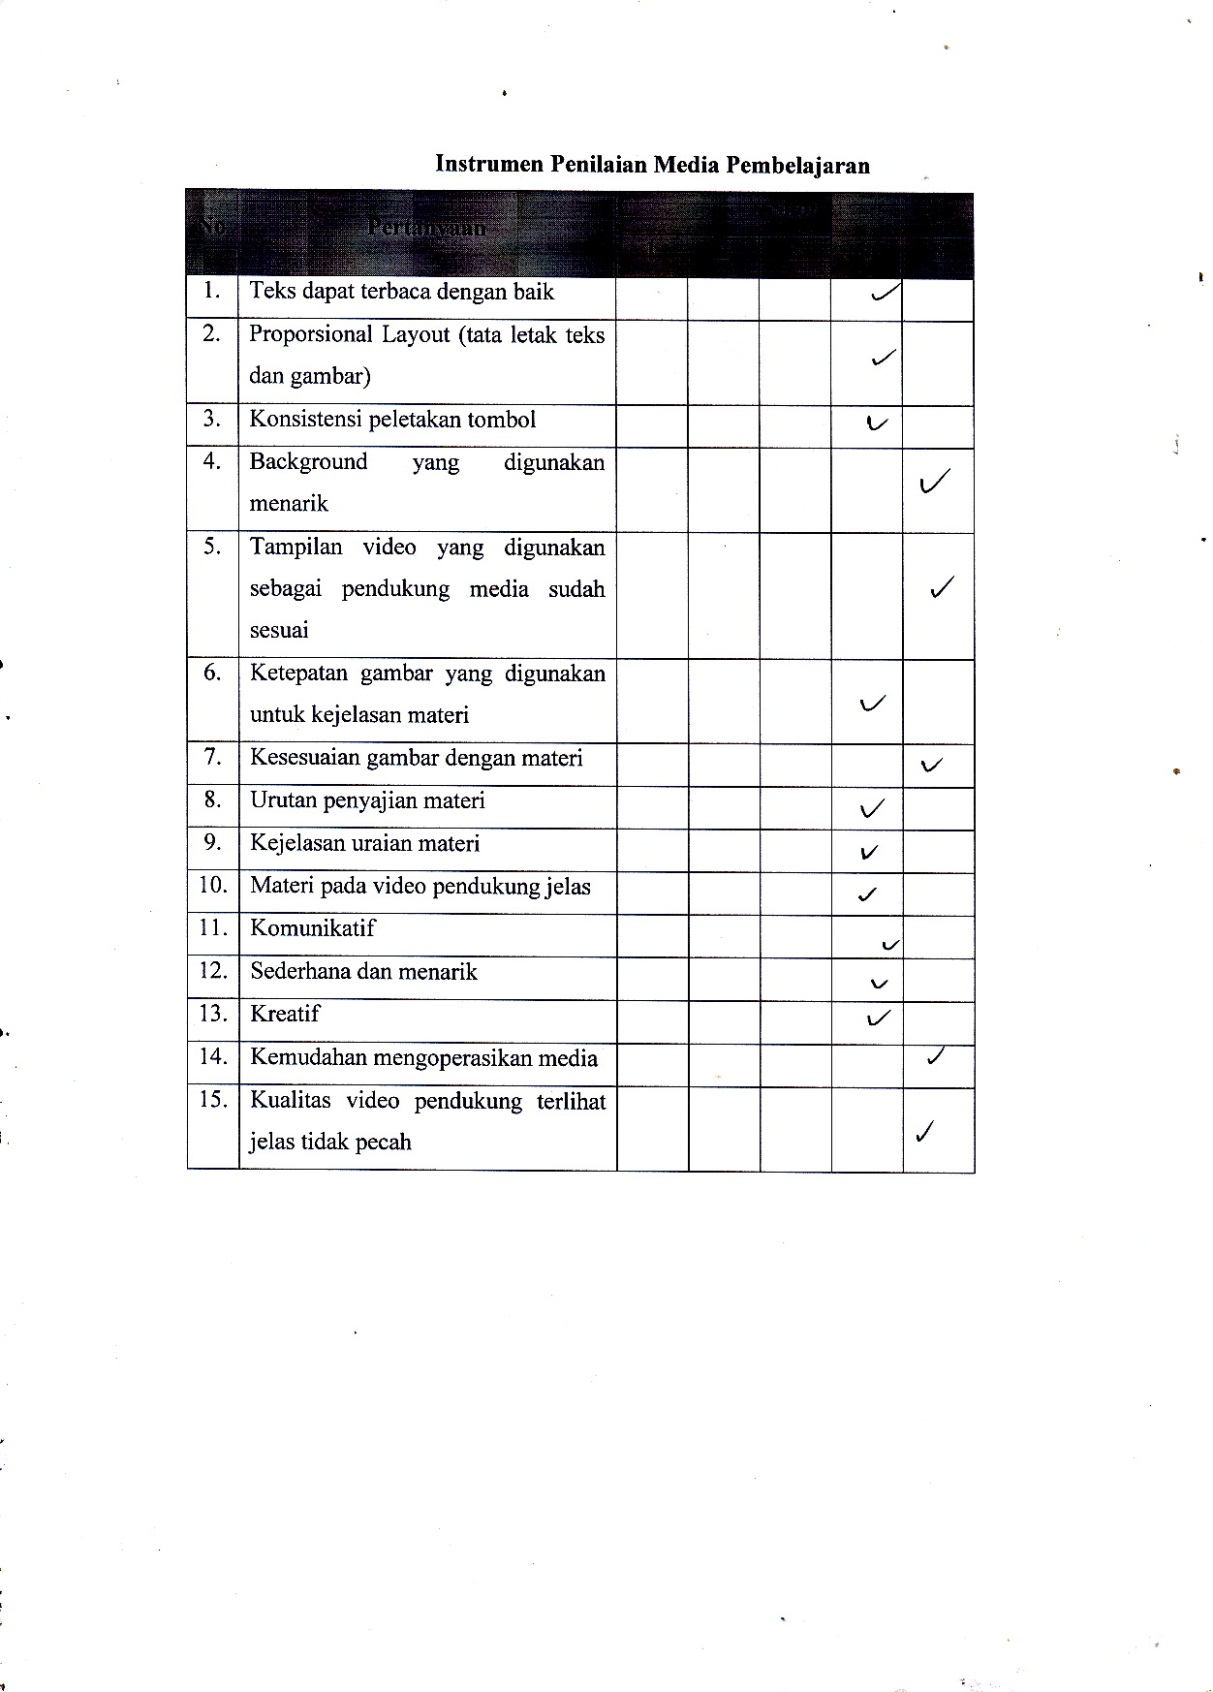 Instrumen Penilaian Media Pembelajaran
No Pertanyaan
1. Teks dapat terbaca dengan baik ✓
2. Proporsional Layout (tata letak teks
dan gambar) ✓
3. Konsistensi peletakan tombol ✓
4. Background yang digunakan
menarik ✓
5. Tampilan video yang digunakan
sebagai pendukung media sudah ✓
sesuai
6. Ketepatan gambar yang digunakan
untuk kejelasan materi ✓
7. Kesesuaian gambar dengan materi ✓
8. Urutan penyajian materi ✓
9. Kejelasan uraian materi ✓
10. Materi pada video pendukung jelas ✓
11. Komunikatif ✓
12. Sederhana dan menarik ✓
13. Kreatif ✓
14. Kemudahan mengoperasikan media ✓
15. Kualitas video pendukung terlihat
jelas tidak pecah ✓